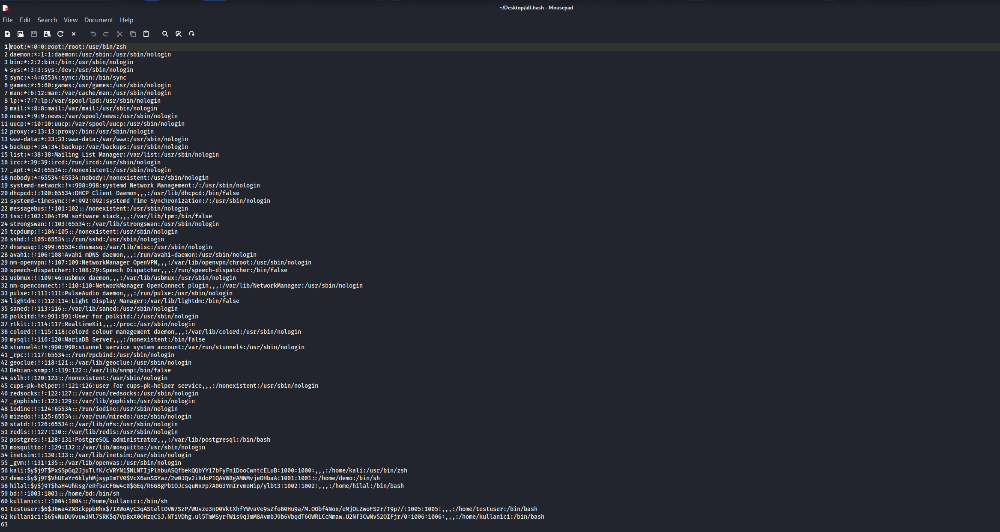 ~/Desktop/all.hash - Mousepad
File Edit Search View Document Help
1 root:*:0:0:root:/root:/usr/bin/zsh
2 daemon:*:1:1:daemon:/usr/sbin:/usr/sbin/nologin
3 bin:*:2:2:bin:/bin:/usr/sbin/nologin
4 sys:*:3:3:sys:/dev:/usr/sbin/nologin
5 sync:*:4:65534:sync:/bin:/bin/sync
6 games:*:5:60:games:/usr/games:/usr/sbin/nologin
7 man:*:6:12:man:/var/cache/man:/usr/sbin/nologin
8 lp:*:7:7:lp:/var/spool/lpd:/usr/sbin/nologin
9 mail:*:8:8:mail:/var/mail:/usr/sbin/nologin
10 news:*:9:9:news:/var/spool/news:/usr/sbin/nologin
11 uucp:*:10:10:uucp:/var/spool/uucp:/usr/sbin/nologin
12 proxy:*:13:13:proxy:/bin:/usr/sbin/nologin
13 www-data:*:33:33:www-data:/var/www:/usr/sbin/nologin
14 backup:*:34:34:backup:/var/backups:/usr/sbin/nologin
15 list:*:38:38:Mailing List Manager:/var/list:/usr/sbin/nologin
16 irc:*:39:39:ircd:/run/ircd:/usr/sbin/nologin
17 _apt:*:42:65534::/nonexistent:/usr/sbin/nologin
18 nobody:*:65534:65534:nobody:/nonexistent:/usr/sbin/nologin
19 systemd-network:!*:998:998:systemd Network Management:/:/usr/sbin/nologin
20 dhcpcd:!:100:65534:DHCP Client Daemon,,,:/usr/lib/dhcpcd:/bin/false
21 systemd-timesync:!*:992:992:systemd Time Synchronization:/:/usr/sbin/nologin
22 messagebus:!:101:102::/nonexistent:/usr/sbin/nologin
23 tss:!:102:104:TPM software stack,,,:/var/lib/tpm:/bin/false
24 strongswan:!:103:65534::/var/lib/strongswan:/usr/sbin/nologin
25 tcpdump:!:104:105::/nonexistent:/usr/sbin/nologin
26 sshd:!:105:65534::/run/sshd:/usr/sbin/nologin
27 dnsmasq:!:999:65534:dnsmasq:/var/lib/misc:/usr/sbin/nologin
28 avahi:!:106:108:Avahi mDNS daemon,,,:/run/avahi-daemon:/usr/sbin/nologin
29 nm-openvpn:!:107:109:NetworkManager OpenVPN,,,:/var/lib/openvpn/chroot:/usr/sbin/nologin
30 speech-dispatcher:!:108:29:Speech Dispatcher,,,:/run/speech-dispatcher:/bin/false
31 usbmux:!:109:46:usbmux daemon,,,:/var/lib/usbmux:/usr/sbin/nologin
32 nm-openconnect:!:110:110:NetworkManager OpenConnect plugin,,,:/var/lib/NetworkManager:/usr/sbin/nologin
33 pulse:!:111:111:PulseAudio daemon,,,:/run/pulse:/usr/sbin/nologin
34 lightdm:!:112:114:Light Display Manager:/var/lib/lightdm:/bin/false
35 saned:!:113:116::/var/lib/saned:/usr/sbin/nologin
36 polkitd:!*:991:991:User for polkitd:/:/usr/sbin/nologin
37 rtkit:!:114:117:RealtimeKit,,,:/proc:/usr/sbin/nologin
38 colord:!:115:118:colord colour management daemon,,,:/var/lib/colord:/usr/sbin/nologin
39 mysql:!:116:120:MariaDB Server,,,:/nonexistent:/bin/false
40 stunnel4:!*:990:990:stunnel service system account:/var/run/stunnel4:/usr/sbin/nologin
41 _rpc:!:117:65534::/run/rpcbind:/usr/sbin/nologin
42 geoclue:!:118:121::/var/lib/geoclue:/usr/sbin/nologin
43 Debian-snmp:!:119:122::/var/lib/snmp:/bin/false
44 sslh:!:120:123::/nonexistent:/usr/sbin/nologin
45 cups-pk-helper:!:121:126:user for cups-pk-helper service,,,:/nonexistent:/usr/sbin/nologin
46 redsocks:!:122:127::/var/run/redsocks:/usr/sbin/nologin
47 _gophish:!:123:129::/var/lib/gophish:/usr/sbin/nologin
48 iodine:!:124:65534::/run/iodine:/usr/sbin/nologin
49 miredo:!:125:65534::/var/run/miredo:/usr/sbin/nologin
50 statd:!:126:65534::/var/lib/nfs:/usr/sbin/nologin
51 redis:!:127:130::/var/lib/redis:/usr/sbin/nologin
52 postgres:!:128:131:PostgreSQL administrator,,,:/var/lib/postgresql:/bin/bash
53 mosquitto:!:129:132::/var/lib/mosquitto:/usr/sbin/nologin
54 inetsim:!:130:133::/var/lib/inetsim:/usr/sbin/nologin
55 _gvm:!:131:135::/var/lib/openvas:/usr/sbin/nologin
56 kali:$y$j9T$PxSSpGq2JjuTlfK/cVRYN1$NLNTIjPlhbuASQfbekQQbYY17bFyFn1DooCwntcELuB:1000:1000:,,,:/home/kali:/usr/bin/zsh
57 demo:$y$j9T$VhUEaYr6klyhMjsypImTV0$VcX6anSSYaz/2w0JQv2iXdoP1QAVW8gAMWMvjeDHbaA:1001:1001::/home/demo:/bin/sh
58 hilal:$y$j9T$haH4Uhksg/eRf5aCFGw4c0$GEq/R6G8gPb1OJcsquNxrp7A0G3YmIrvmoHip/ylbt3:1002:1002:,,,:/home/hilal:/bin/bash
59 bd:!:1003:1003::/home/bd:/bin/sh
60 kullanıcı:!:1004:1004::/home/kullanıcı:/bin/sh
61 testuser:$6$J6wa4ZN3ckppbRhx$7IXWoAyC3qASteltOVW7SzP/WUvze3nD0VktXhfYWvaVe9sZfoB0Hu9a/M.OObf4Nox/eMjOLZwoFS2r/T9p7/:1005:1005:,,,:/home/testuser:/bin/bash
62 kullanici:$6$4NuDU9vuw3Ml7SRK$q7VpBxX0OHzqCSJ.NTiVDhg.ul5TmMSyrfW1s9q3mM8AvmbJ9b6VbqdT6OWRLCcMmaw.U2Nf3CwNv52OIFjr/0:1006:1006:,,,:/home/kullanici:/bin/bash
63